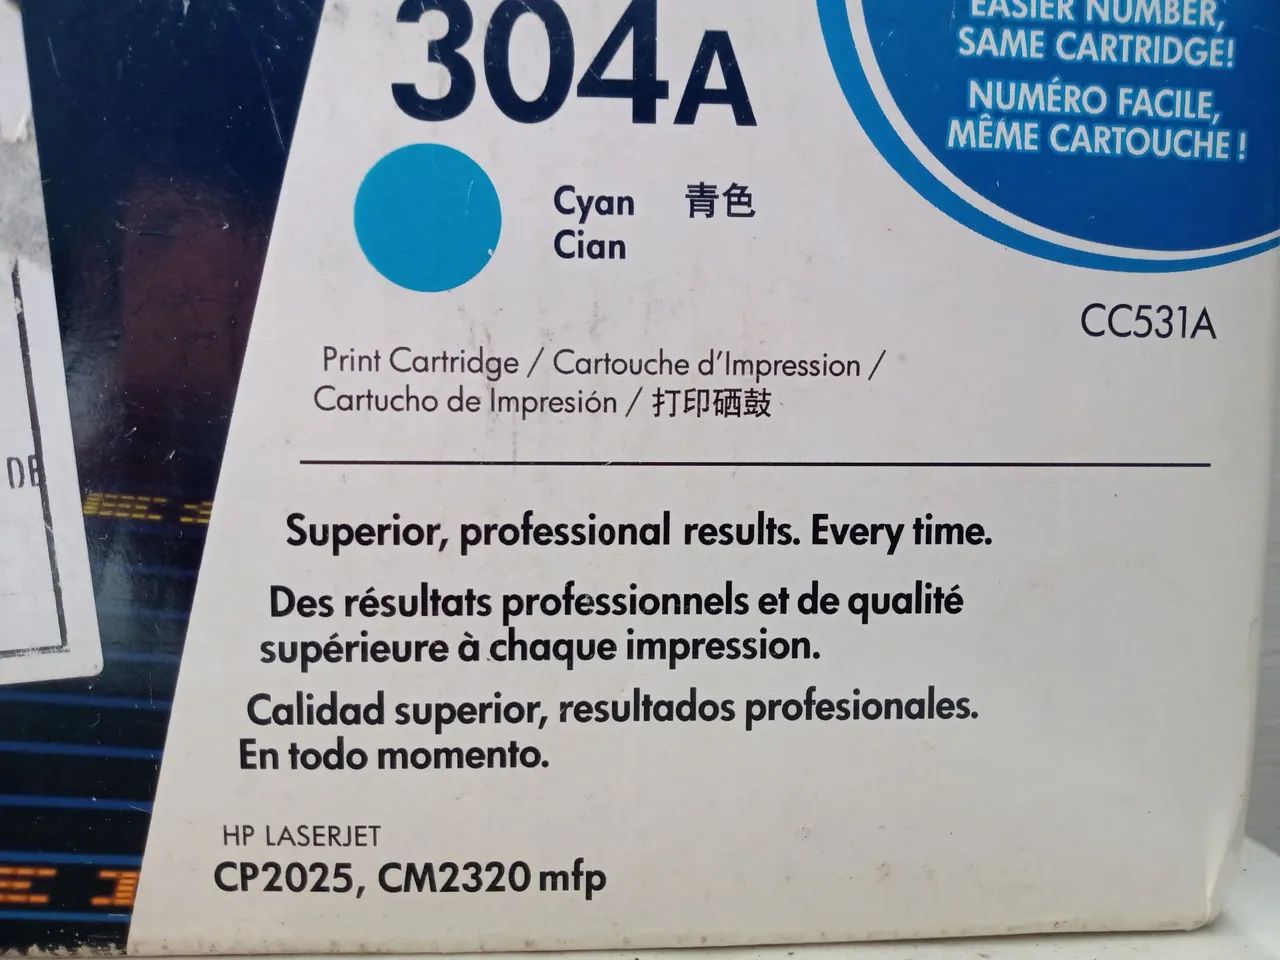 304A
EASIER NUMBER,
SAME CARTRIDGE!
NUMÉRO FACILE,
MÊME CARTOUCHE !
Cyan 青色
Cian
CC531A
Print Cartridge / Cartouche d'Impression /
Cartucho de Impresión / 打印硒鼓
DE
Superior, professional results. Every time.
Des résultats professionnels et de qualité
supérieure à chaque impression.
Calidad superior, resultados profesionales.
En todo momento.
HP LASERJET
CP2025, CM2320 mfp